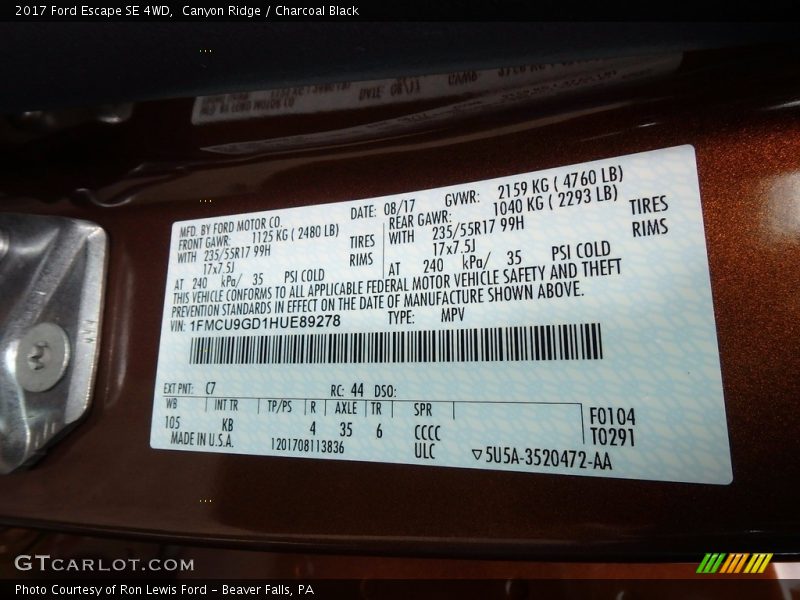 2017 Ford Escape SE 4WD, Canyon Ridge / Charcoal Black
MFD. BY FORD MOTOR CO.
DATE: 08/17 GVWR: 2159 KG ( 4760 LB)
FRONT GAWR: 1125 KG ( 2480 LB)
REAR GAWR: 1040 KG ( 2293 LB)
WITH 235/55R17 99H TIRES
WITH 235/55R17 99H TIRES
17x7.5J RIMS
17x7.5J RIMS
AT 240 kPa/ 35 PSI COLD
AT 240 kPa/ 35 PSI COLD
THIS VEHICLE CONFORMS TO ALL APPLICABLE FEDERAL MOTOR VEHICLE SAFETY AND THEFT
PREVENTION STANDARDS IN EFFECT ON THE DATE OF MANUFACTURE SHOWN ABOVE.
VIN: 1FMCU9GD1HUE89278 TYPE: MPV
EXT PNT: C7 RC: 44 DSO:
WB INT TR TP/PS R AXLE TR SPR
105 KB 4 35 6 CCCC
F0104
T0291
MADE IN U.S.A. 1201708113836 ULC
▽5U5A-3520472-AA
GTCARLOT.COM
Photo Courtesy of Ron Lewis Ford - Beaver Falls, PA